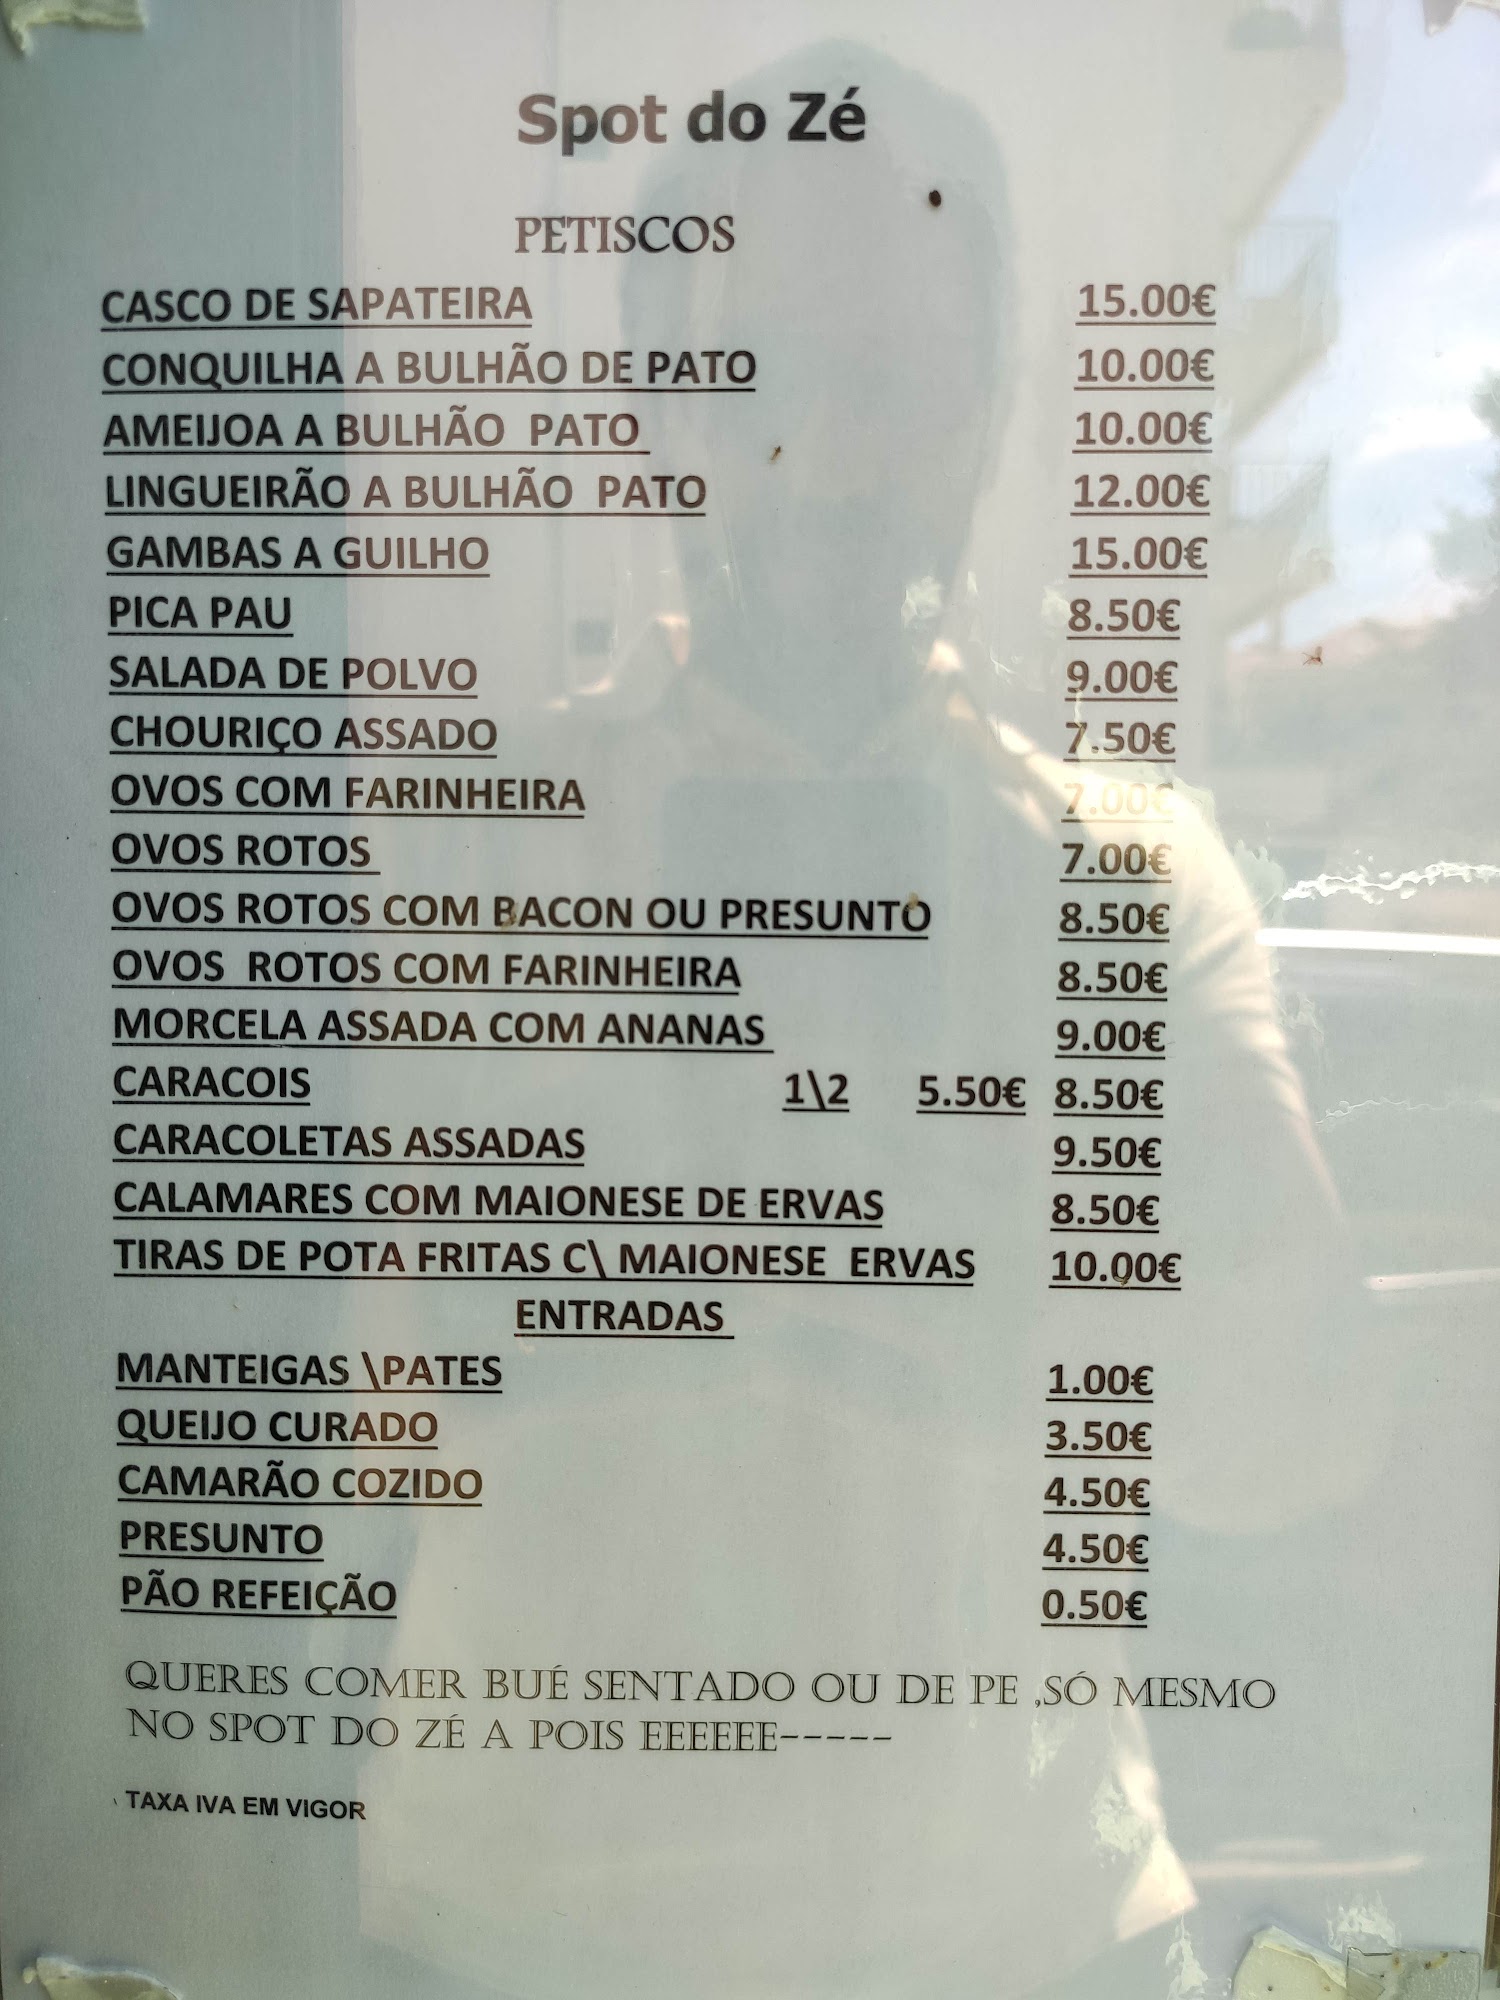 Spot do Zé
PETISCOS
CASCO DE SAPATEIRA 15.00€
CONQUILHA A BULHÃO DE PATO 10.00€
AMEIJOA A BULHÃO PATO 10.00€
LINGUEIRÃO A BULHÃO PATO 12.00€
GAMBAS A GUILHO 15.00€
PICA PAU 8.50€
SALADA DE POLVO 9.00€
CHOURIÇO ASSADO 7.50€
OVOS COM FARINHEIRA 7.00€
OVOS ROTOS 7.00€
OVOS ROTOS COM BACON OU PRESUNTO 8.50€
OVOS ROTOS COM FARINHEIRA 8.50€
MORCELA ASSADA COM ANANAS 9.00€
CARACOIS 1\2 5.50€ 8.50€
CARACOLETAS ASSADAS 9.50€
CALAMARES COM MAIONESE DE ERVAS 8.50€
TIRAS DE POTA FRITAS C\ MAIONESE ERVAS 10.00€
ENTRADAS
MANTEIGAS \PATES 1.00€
QUEIJO CURADO 3.50€
CAMARÃO COZIDO 4.50€
PRESUNTO 4.50€
PÃO REFEIÇÃO 0.50€
QUERES COMER BUÉ SENTADO OU DE PE ,SÓ MESMO
NO SPOT DO ZÉ A POIS EEEEEE-----
TAXA IVA EM VIGOR